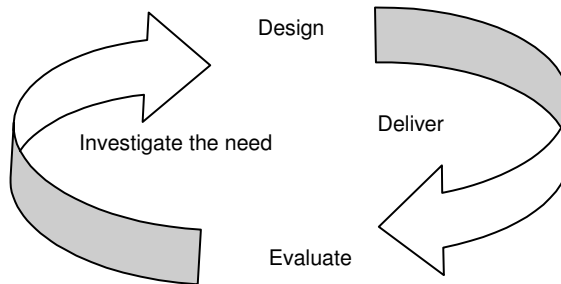 Design
Deliver
Investigate the need
Evaluate